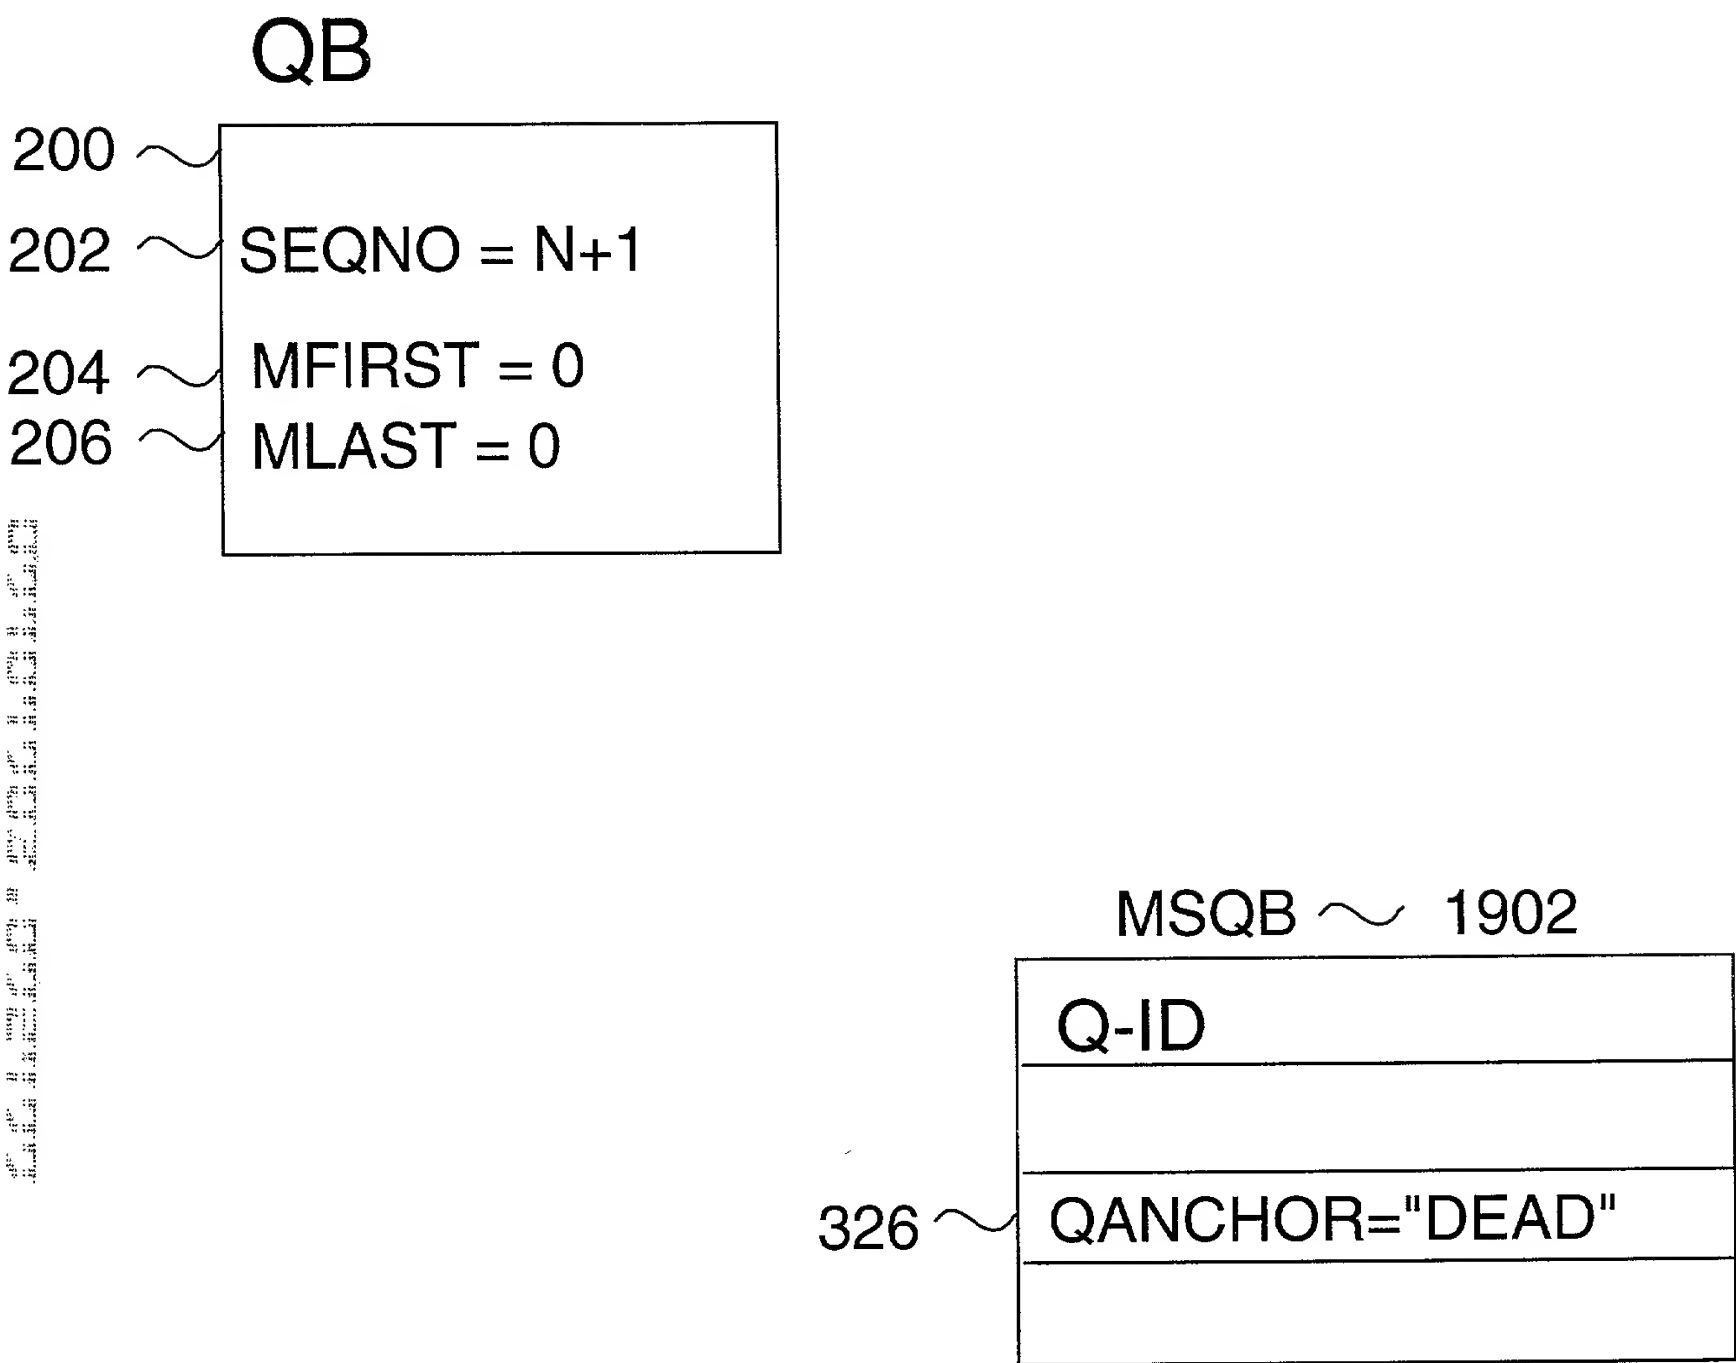 QB
200
202 SEQNO = N+1
204 MFIRST = 0
206 MLAST = 0
MSQB 1902
Q-ID
326 QANCHOR="DEAD"